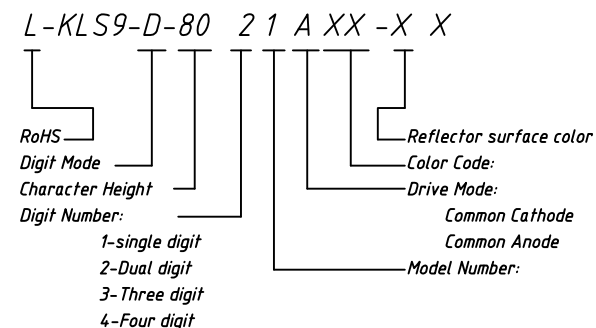 L-KLS9-D-80 2 1 A XX -X X
RoHS
Digit Mode
Character Height
Digit Number:
1-single digit
2-Dual digit
3-Three digit
4-Four digit
Reflector surface color
Color Code:
Drive Mode:
Common Cathode
Common Anode
Model Number: